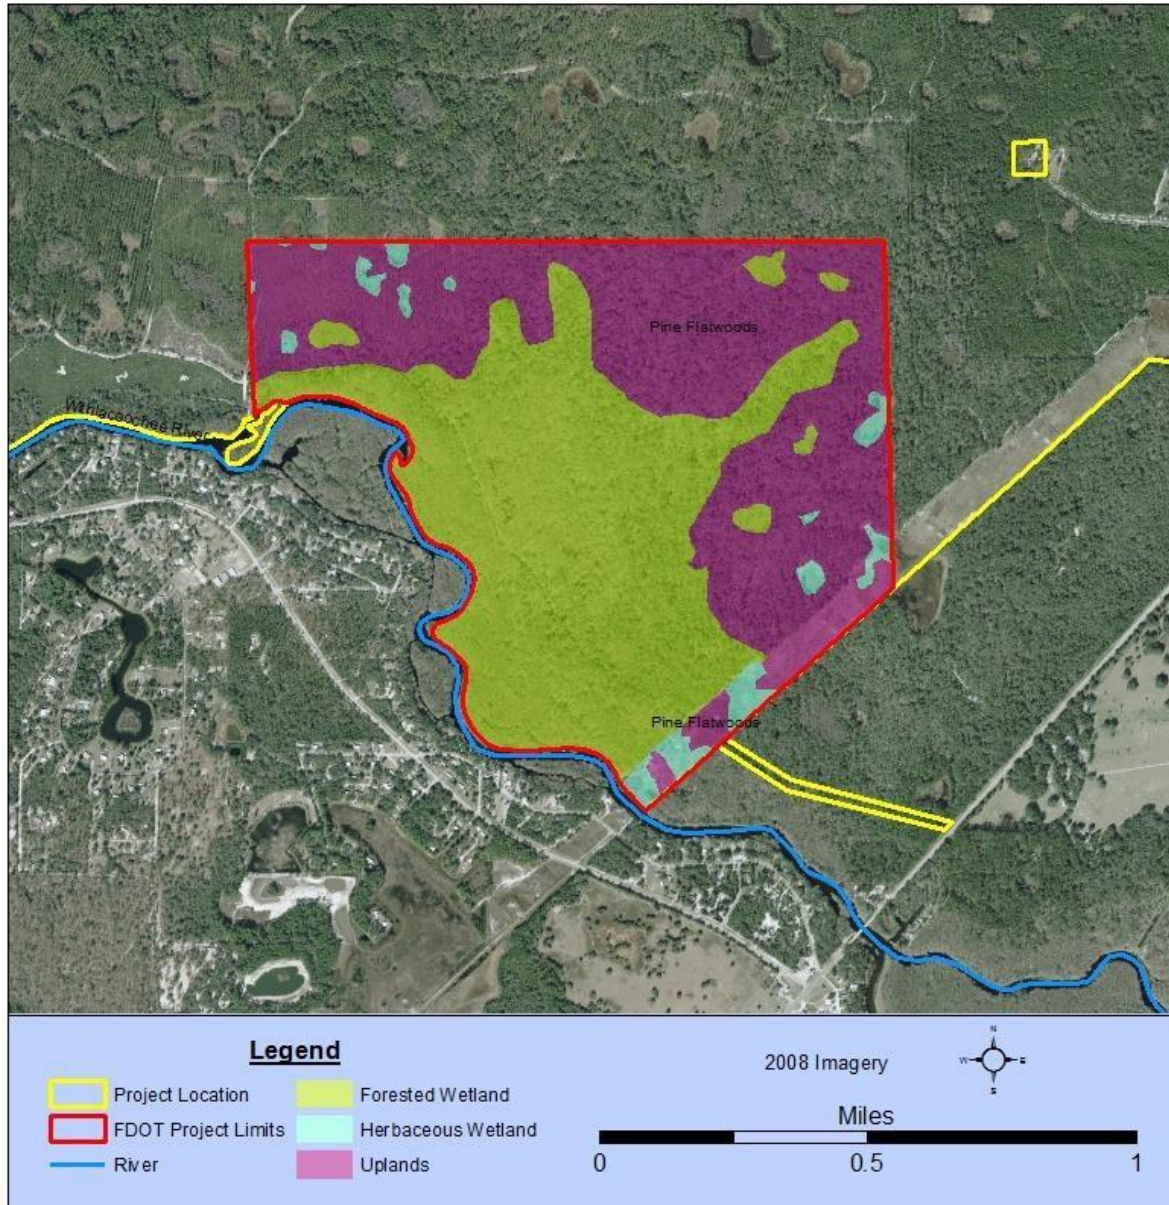 Pine Flatwoods
Withlacoochee River
Pine Flatwoods
Legend
Project Location
FDOT Project Limits
River
Forested Wetland
Herbaceous Wetland
Uplands
2008 Imagery
N
W
E
S
Miles
0 0.5 1